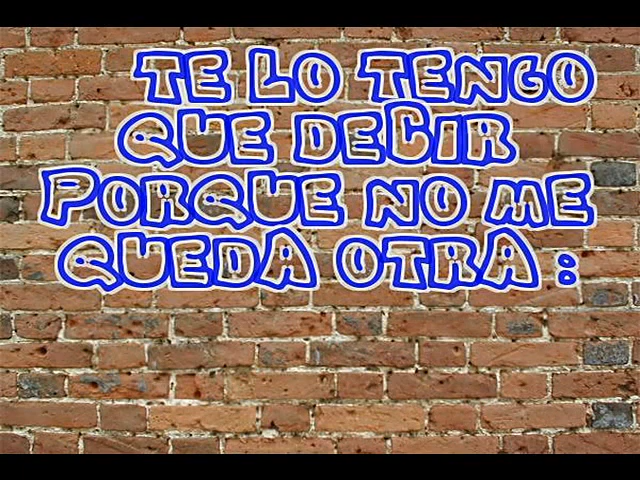 TE LO TENGO
QUE DECIR
PORQUE NO ME
QUEDA OTRA :